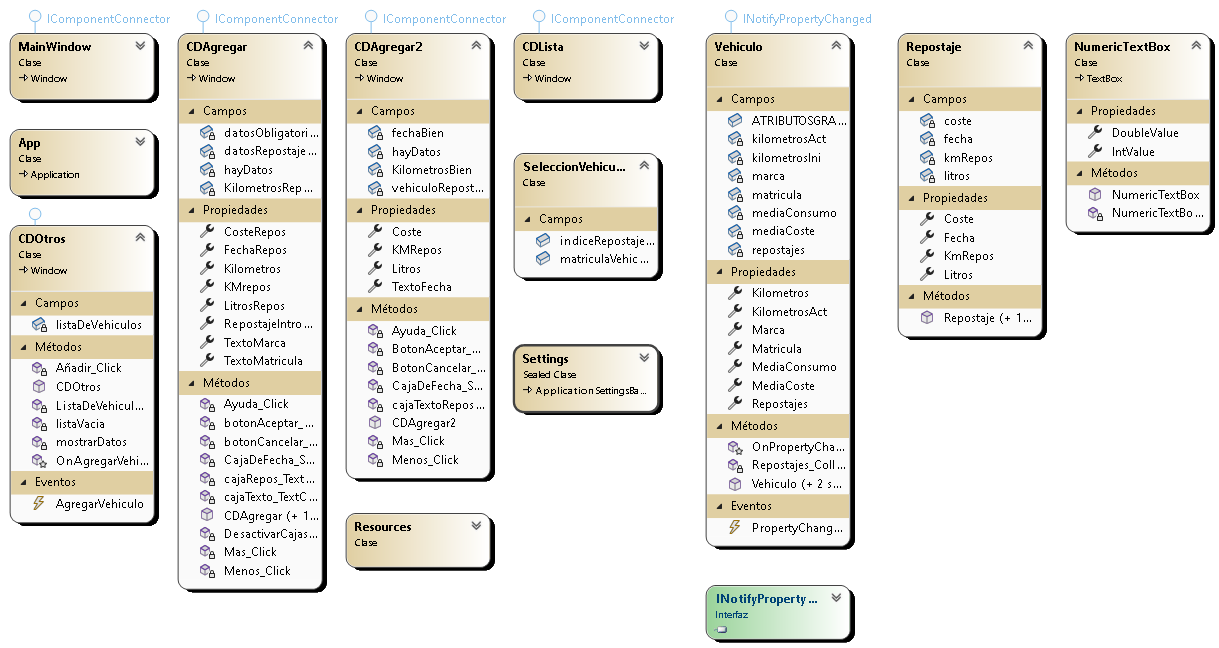 IComponentConnector
MainWindow
Clase
Window
App
Clase
Application
CDOtros
Clase
Window
Campos
listaDeVehiculos
Métodos
Añadir_Click
CDOtros
ListaDeVehicul...
listaVacia
mostrarDatos
OnAgregarVehi...
Eventos
AgregarVehiculo
IComponentConnector
CDAgregar
Clase
Window
Campos
datosObligatori...
datosRepostaje...
hayDatos
KilometrosRep...
Propiedades
CosteRepos
FechaRepos
Kilometros
KMrepos
LitrosRepos
RepostajeIntro...
TextoMarca
TextoMatricula
Métodos
Ayuda_Click
botonAceptar_...
botonCancelar_...
CajaDeFecha_S...
cajaRepos_Text...
cajaTexto_TextC...
CDAgregar (+ 1...
DesactivarCajas...
Mas_Click
Menos_Click
IComponentConnector
CDAgregar2
Clase
Window
Campos
fechaBien
hayDatos
KilometrosBien
vehiculoRepost...
Propiedades
Coste
KMRepos
Litros
TextoFecha
Métodos
Ayuda_Click
BotonAceptar_...
BotonCancelar_...
CajaDeFecha_S...
cajaTextoRepos...
CDAgregar2
Mas_Click
Menos_Click
Resources
Clase
IComponentConnector
CDLista
Clase
Window
SeleccionVehicu...
Clase
Campos
indiceRepostaje...
matriculaVehic...
Settings
Sealed Clase
ApplicationSettingsBa...
INotifyPropertyChanged
Vehiculo
Clase
Campos
ATRIBUTOSGRA...
kilometrosAct
kilometrosIni
marca
matricula
mediaConsumo
mediaCoste
repostajes
Propiedades
Kilometros
KilometrosAct
Marca
Matricula
MediaConsumo
MediaCoste
Repostajes
Métodos
OnPropertyCha...
Repostajes_Coll...
Vehiculo (+ 2 s...
Eventos
PropertyChang...
INotifyProperty...
Interfaz
Repostaje
Clase
Campos
coste
fecha
kmRepos
litros
Propiedades
Coste
Fecha
KmRepos
Litros
Métodos
Repostaje (+ 1...
NumericTextBox
Clase
TextBox
Propiedades
DoubleValue
IntValue
Métodos
NumericTextBox
NumericTextBo...